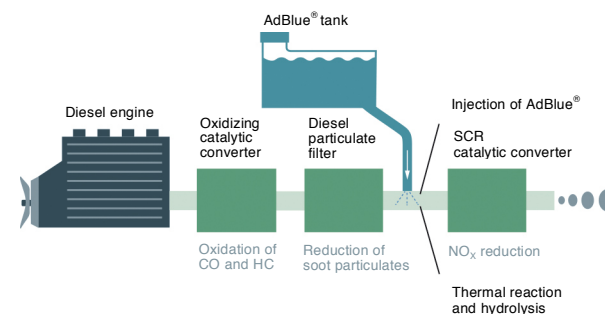 AdBlue® tank
Diesel engine
Oxidizing
catalytic
converter
Diesel
particulate
filter
Injection of AdBlue®
SCR
catalytic converter
Oxidation of
CO and HC
Reduction of
soot particulates
NOx reduction
Thermal reaction
and hydrolysis